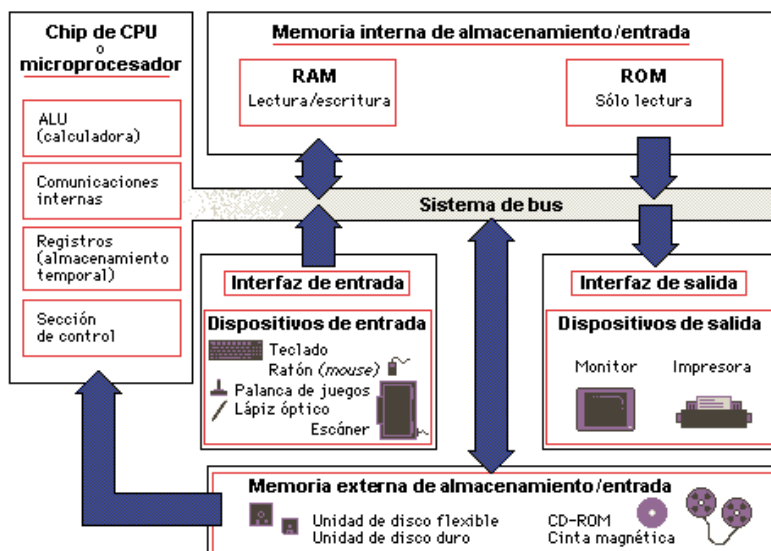 Chip de CPU
o
microprocesador
ALU
(calculadora)
Comunicaciones
internas
Registros
(almacenamiento
temporal)
Sección
de control
Memoria interna de almacenamiento/entrada
RAM
Lectura/escritura
ROM
Sólo lectura
Sistema de bus
Interfaz de entrada
Dispositivos de entrada
Teclado
Ratón (mouse)
Palanca de juegos
Lápiz óptico
Escáner
Interfaz de salida
Dispositivos de salida
Monitor
Impresora
Memoria externa de almacenamiento/entrada
Unidad de disco flexible
Unidad de disco duro
CD-ROM
Cinta magnética